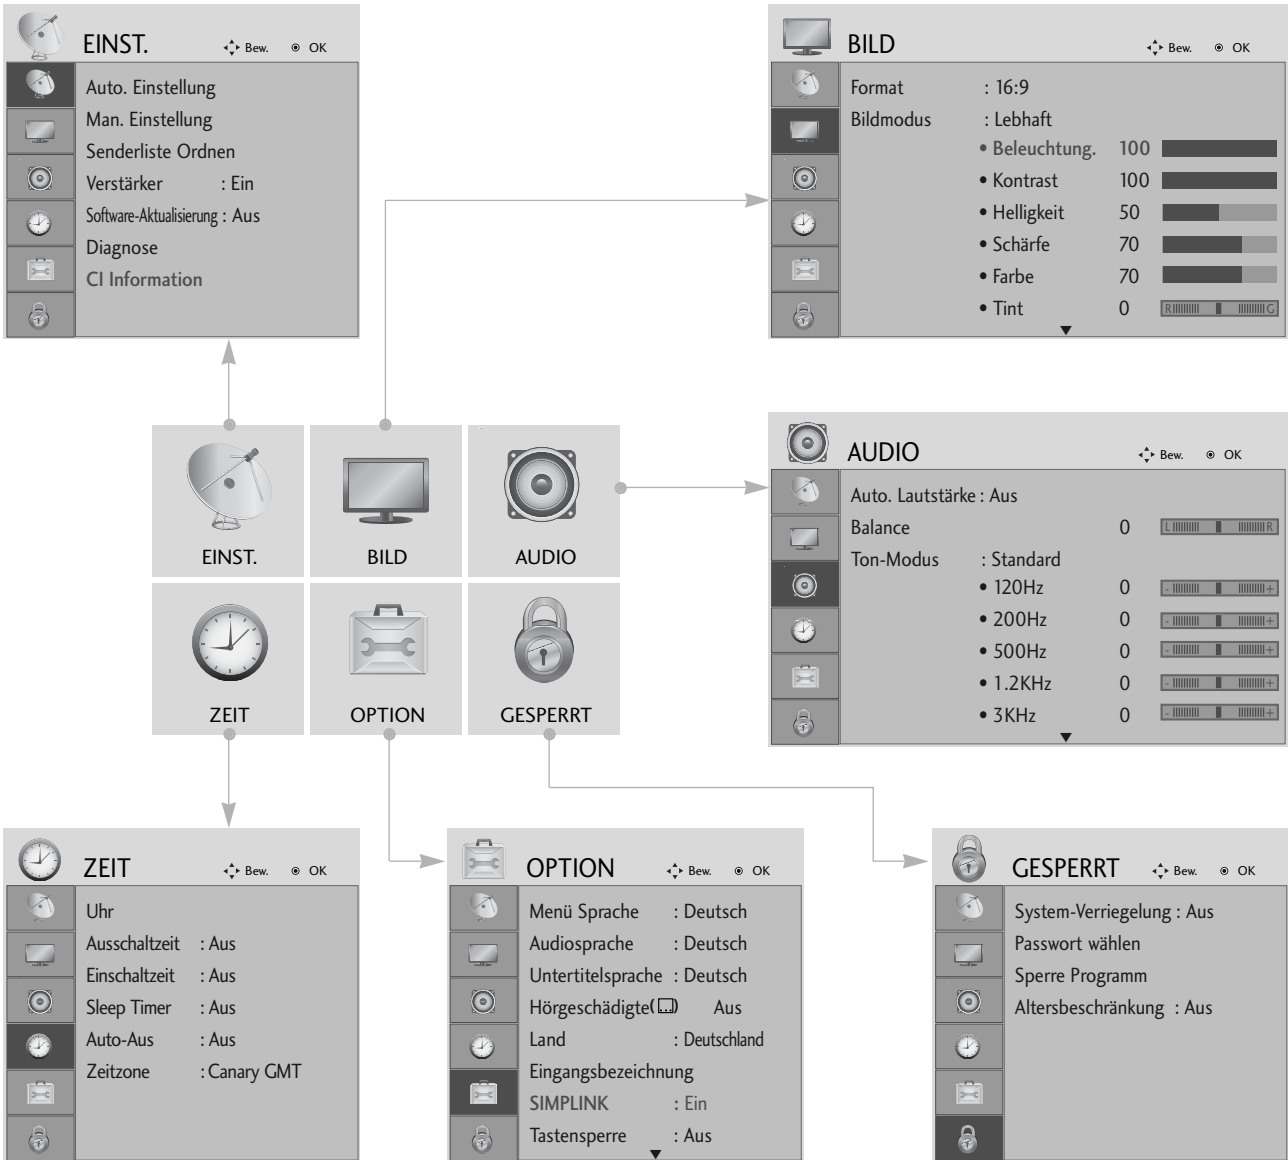 EINST. Bew. OK
Auto. Einstellung
Man. Einstellung
Senderliste Ordnen
Verstärker : Ein
Software-Aktualisierung : Aus
Diagnose
CI Information
BILD Bew. OK
Format : 16:9
Bildmodus : Lebhaft
• Beleuchtung. 100
• Kontrast 100
• Helligkeit 50
• Schärfe 70
• Farbe 70
• Tint 0 R G
EINST.
BILD
AUDIO
ZEIT
OPTION
GESPERRT
AUDIO Bew. OK
Auto. Lautstärke : Aus
Balance 0 L R
Ton-Modus : Standard
• 120Hz 0 - +
• 200Hz 0 - +
• 500Hz 0 - +
• 1.2KHz 0 - +
• 3KHz 0 - +
ZEIT Bew. OK
Uhr
Ausschaltzeit : Aus
Einschaltzeit : Aus
Sleep Timer : Aus
Auto-Aus : Aus
Zeitzone : Canary GMT
OPTION Bew. OK
Menü Sprache : Deutsch
Audiosprache : Deutsch
Untertitelsprache : Deutsch
Hörgeschädigte( ) Aus
Land : Deutschland
Eingangsbezeichnung
SIMPLINK : Ein
Tastensperre : Aus
GESPERRT Bew. OK
System-Verriegelung : Aus
Passwort wählen
Sperre Programm
Altersbeschränkung : Aus